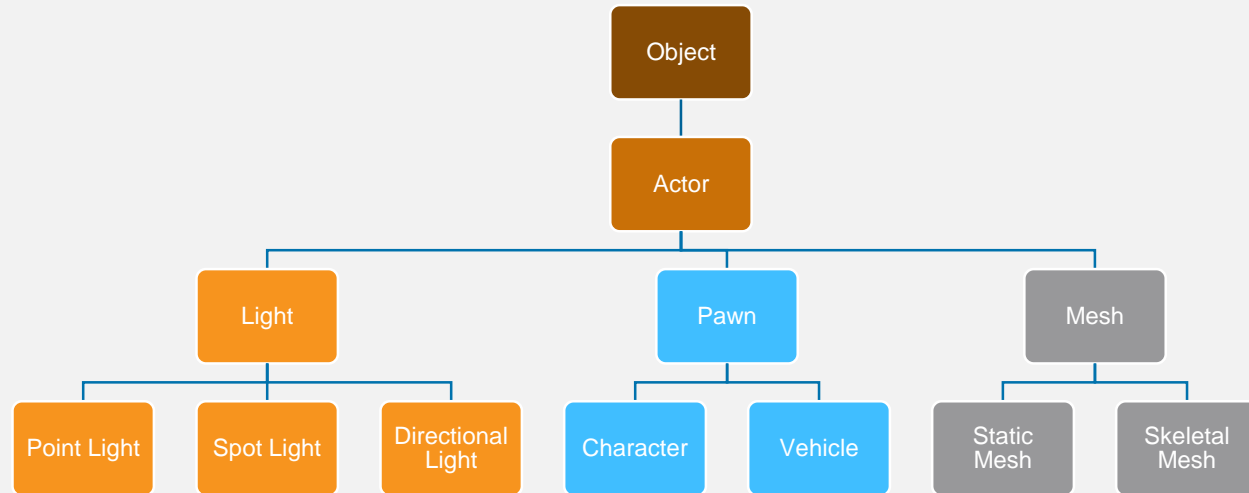 Object
Actor
Light
Pawn
Mesh
Point Light
Spot Light
Directional
Light
Character
Vehicle
Static
Mesh
Skeletal
Mesh